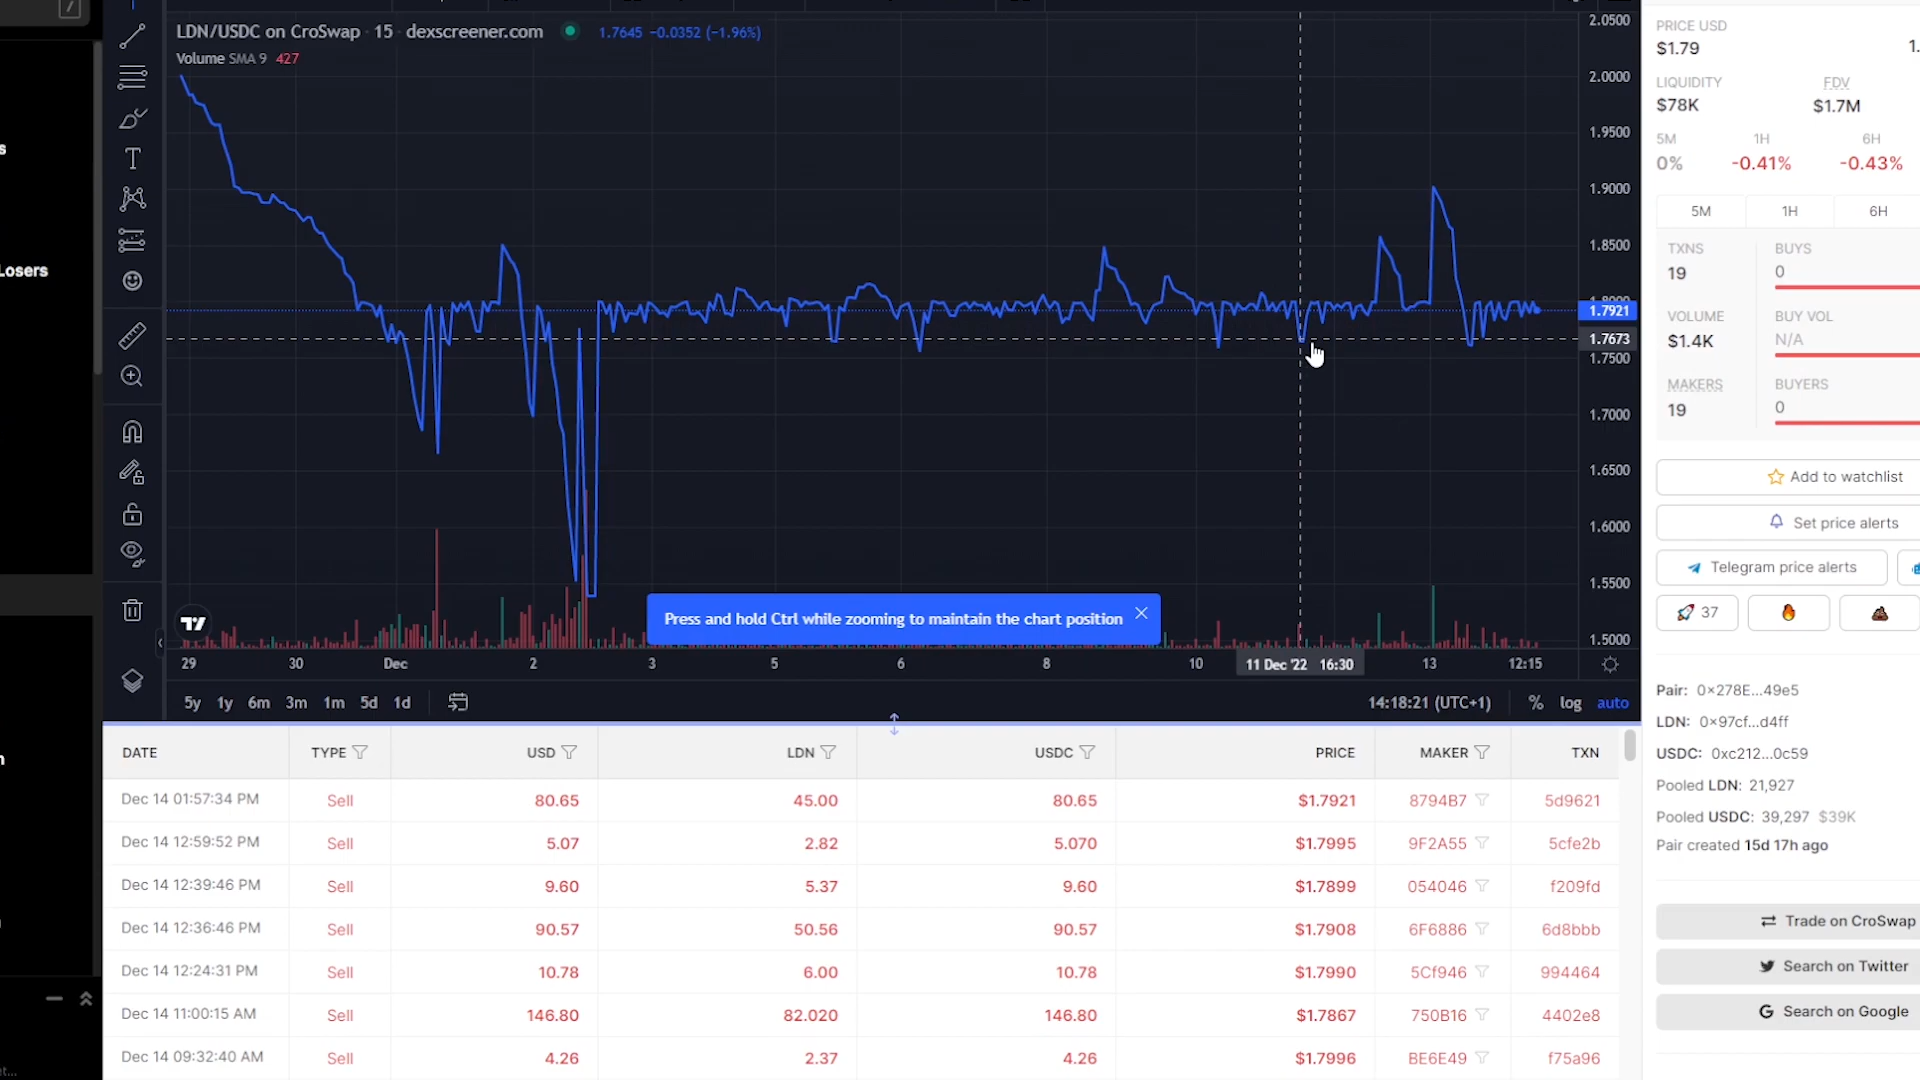 LDN/USDC on CroSwap · 15 · dexscreener.com 1.7645 −0.0352 (−1.96%)
Volume SMA 9 427
Losers
2.0500
2.0000
1.9500
1.9000
1.8500
1.8000
1.7921
1.7673
1.7500
1.7000
1.6500
1.6000
1.5500
1.5000
Press and hold Ctrl while zooming to maintain the chart position
29 30 Dec 2 3 5 6 8 10 11 Dec '22 16:30 13 12:15
5y 1y 6m 3m 1m 5d 1d 14:18:21 (UTC+1) % log auto
DATE TYPE USD LDN USDC PRICE MAKER TXN
Dec 14 01:57:34 PM Sell 80.65 45.00 80.65 $1.7921 8794B7 5d9621
Dec 14 12:59:52 PM Sell 5.07 2.82 5.070 $1.7995 9F2A55 5cfe2b
Dec 14 12:39:46 PM Sell 9.60 5.37 9.60 $1.7899 054046 f209fd
Dec 14 12:36:46 PM Sell 90.57 50.56 90.57 $1.7908 6F6886 6d8bbb
Dec 14 12:24:31 PM Sell 10.78 6.00 10.78 $1.7990 5Cf946 994464
Dec 14 11:00:15 AM Sell 146.80 82.020 146.80 $1.7867 750B16 4402e8
Dec 14 09:32:40 AM Sell 4.26 2.37 4.26 $1.7996 BE6E49 f75a96
PRICE USD
$1.79
LIQUIDITY FDV
$78K $1.7M
5M 1H 6H
0% -0.41% -0.43%
5M 1H 6H
TXNS BUYS
19 0
VOLUME BUY VOL
$1.4K N/A
MAKERS BUYERS
19 0
Add to watchlist
Set price alerts
Telegram price alerts
🚀 37 🔥 💩
Pair: 0×278E...49e5
LDN: 0×97cf...d4ff
USDC: 0xc212...0c59
Pooled LDN: 21,927
Pooled USDC: 39,297 $39K
Pair created 15d 17h ago
Trade on CroSwap
Search on Twitter
Search on Google